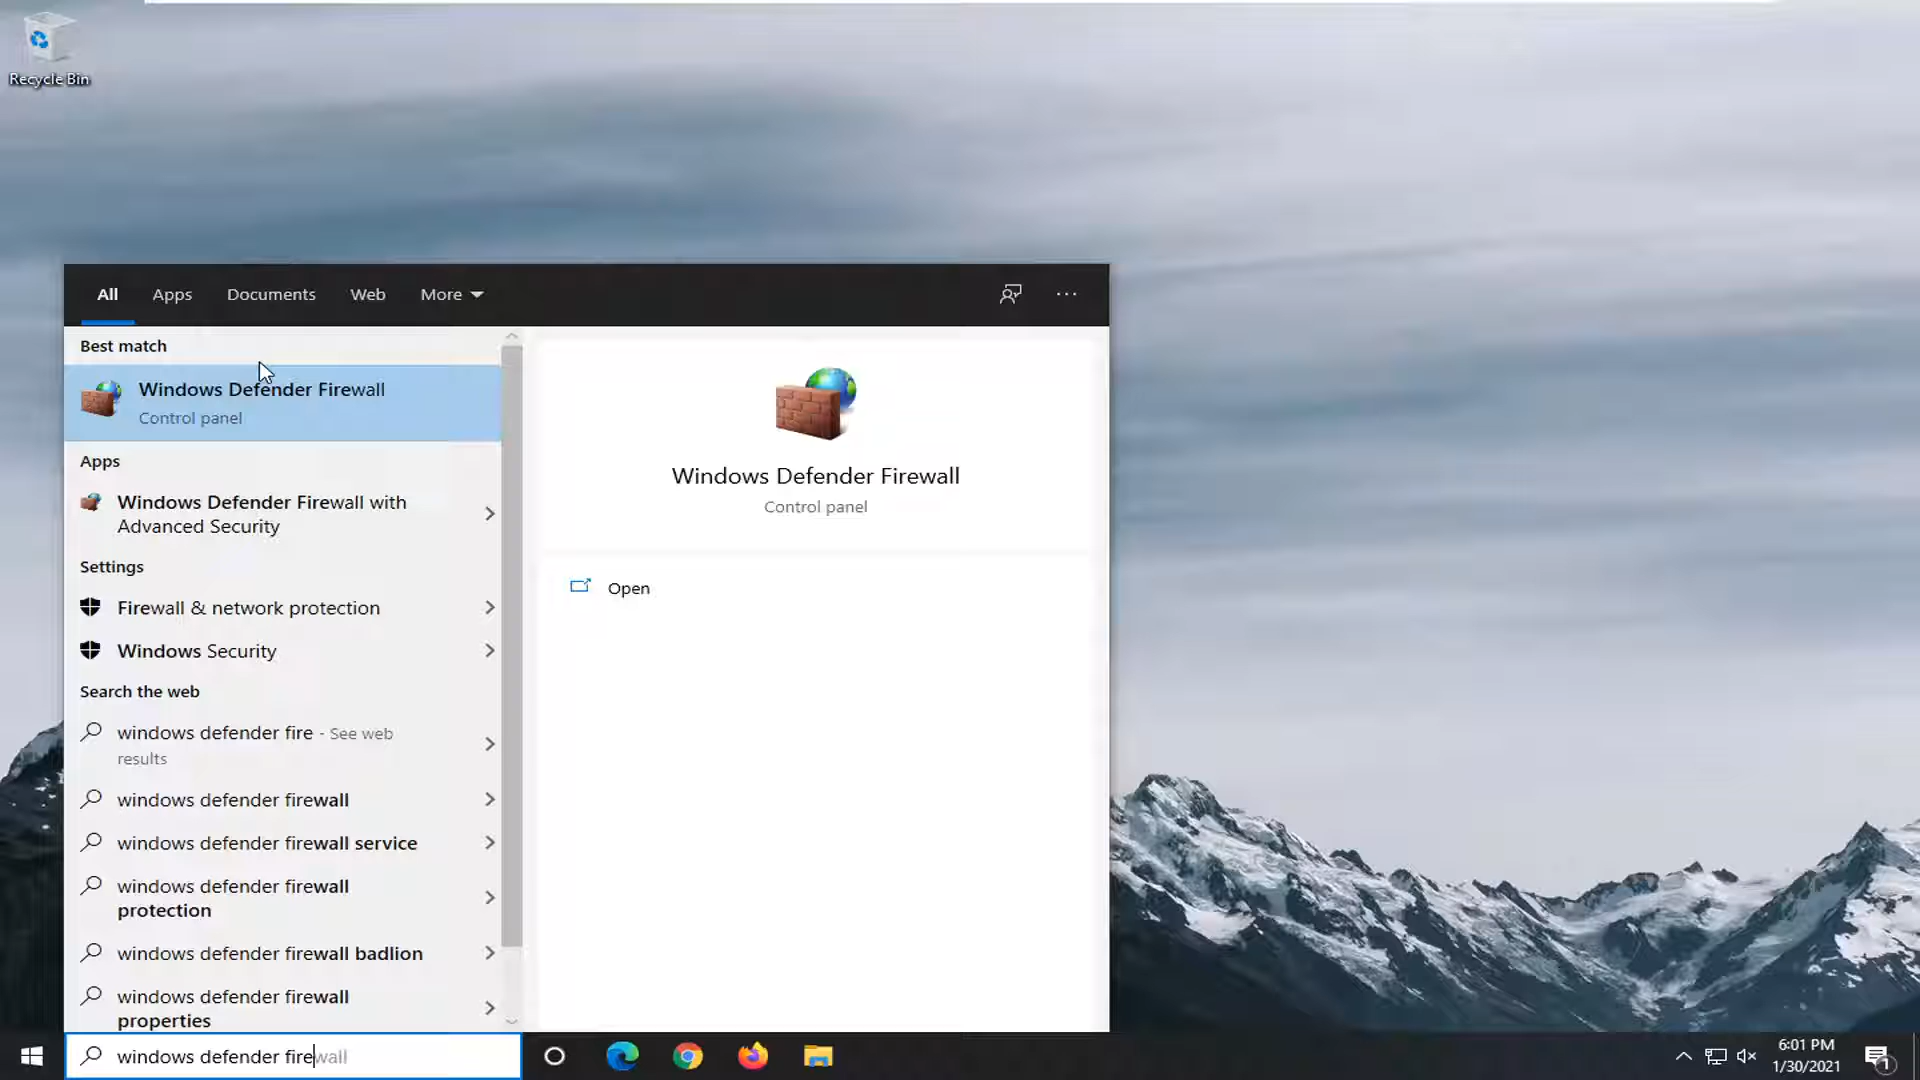 Recycle Bin
All Apps Documents Web More
Best match
Windows Defender Firewall
Control panel
Apps
Windows Defender Firewall with
Advanced Security
Settings
Firewall & network protection
Windows Security
Search the web
windows defender fire - See web
results
windows defender firewall
windows defender firewall service
windows defender firewall
protection
windows defender firewall badlion
windows defender firewall
properties
Windows Defender Firewall
Control panel
Open
windows defender firewall
6:01 PM
1/30/2021
1